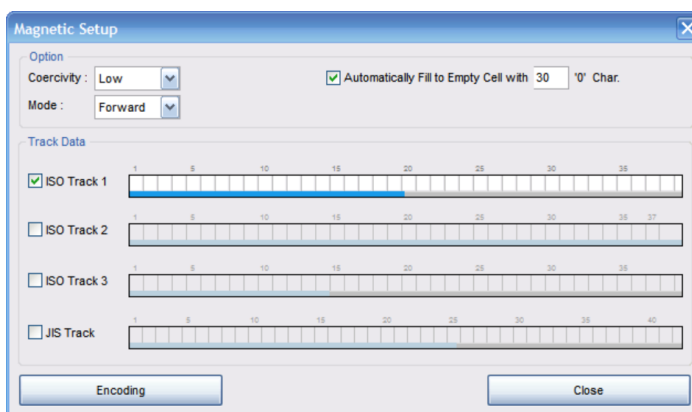 Magnetic Setup
Option
Coercivity : Low
Automatically Fill to Empty Cell with 30 '0' Char.
Mode : Forward
Track Data
1 5 10 15 20 25 30 35
ISO Track 1
1 5 10 15 20 25 30 35 37
ISO Track 2
1 5 10 15 20 25 30 35
ISO Track 3
1 5 10 15 20 25 30 35 40
JIS Track
Encoding Close